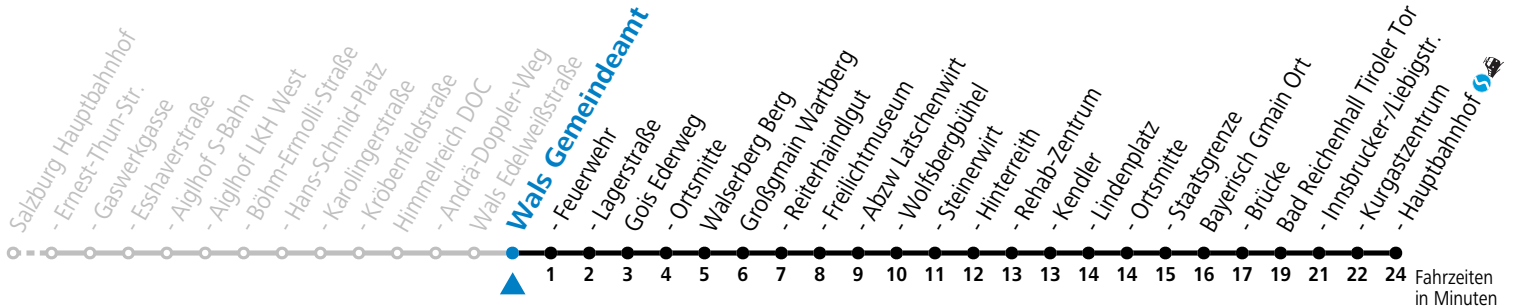 Salzburg Hauptbahnhof
- Ernest-Thun-Str.
- Gaswerkgasse
- Esshaverstraße
- Aiglhof S-Bahn
- Aiglhof LKH West
- Böhm-Ermolli-Straße
- Hans-Schmid-Platz
- Karolingerstraße
- Kröbenfeldstraße
Himmelreich DOC
- Andrä-Doppler-Weg
Wals Edelweißstraße
Wals Gemeindeamt
- Feuerwehr
- Lagerstraße
Gois Ederweg
- Ortsmitte
Walserberg Berg
Großgmain Wartberg
- Reiterhaindlgut
- Freilichtmuseum
- Abzw Latschenwirt
- Wolfsbergbühel
- Steinerwirt
- Hinterreith
- Rehab-Zentrum
- Kendler
- Lindenplatz
- Ortsmitte
- Staatsgrenze
Bayerisch Gmain Ort
- Brücke
Bad Reichenhall Tiroler Tor
- Innsbrucker-/Liebigstr.
- Kurgastzentrum
- Hauptbahnhof
1 2 3 4 5 6 7 8 9 10 11 12 13 13 14 14 15 16 17 19 21 22 24
Fahrzeiten
in Minuten